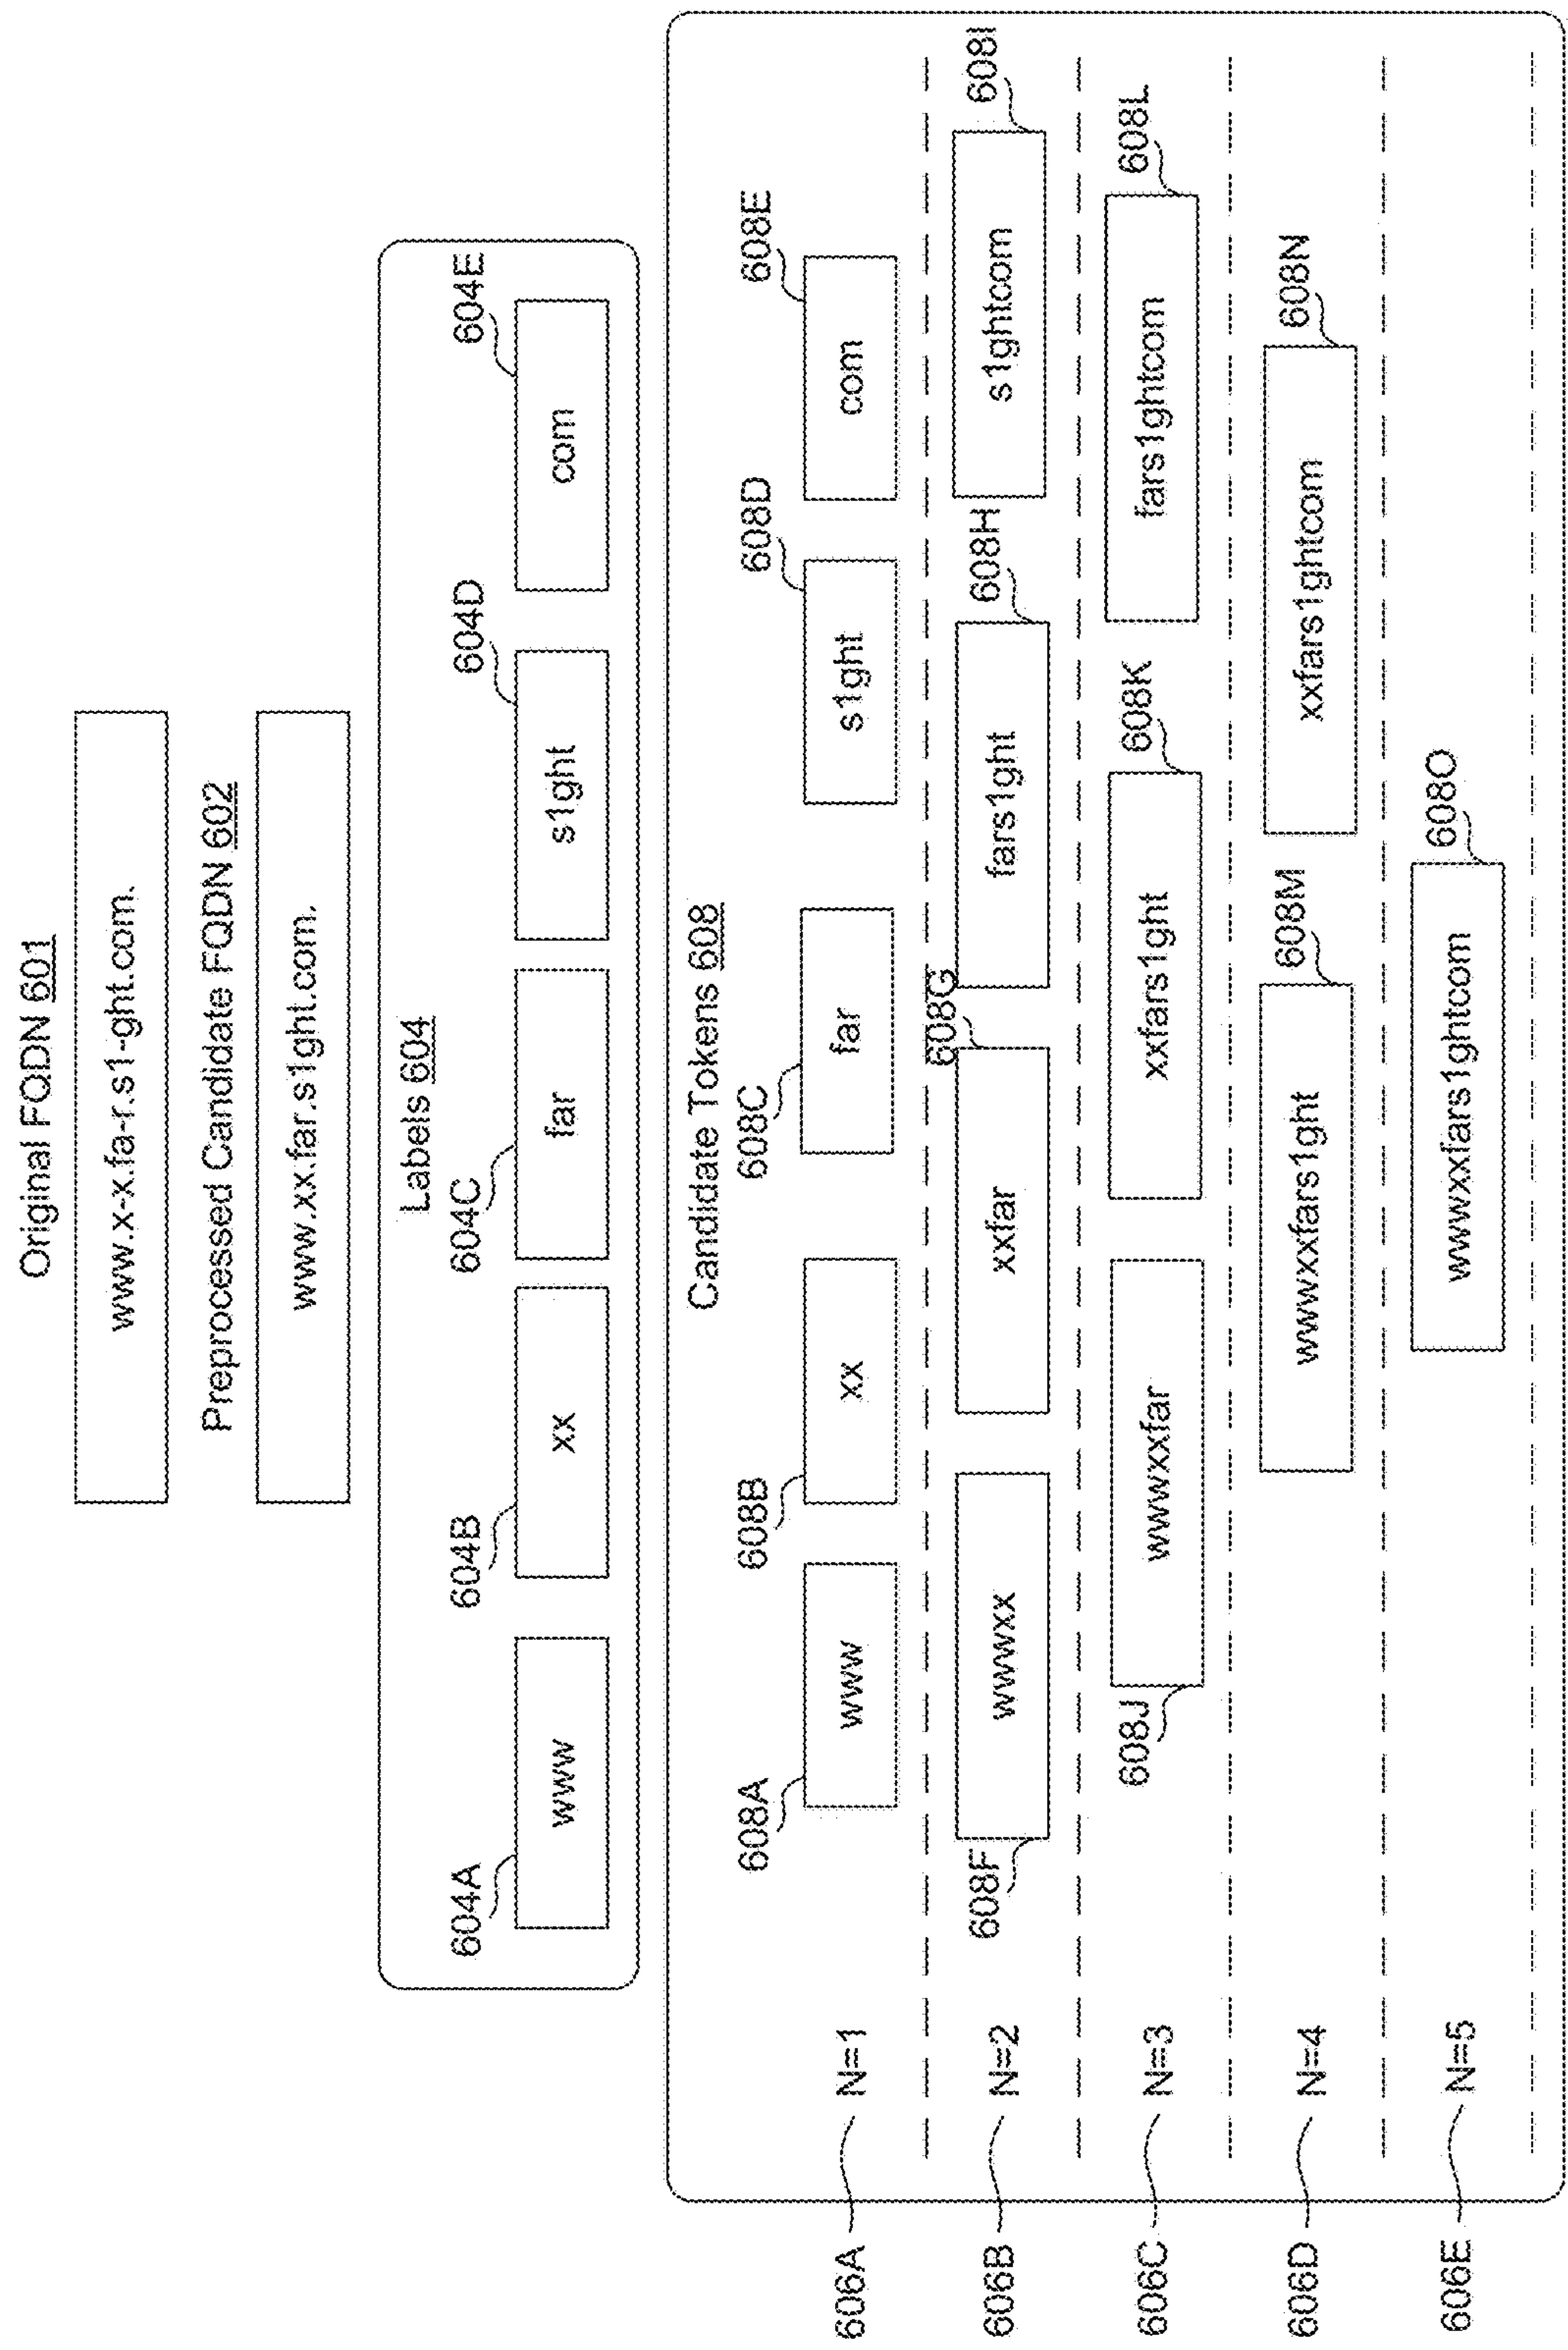 Original FQDN 601
www.x-x.fa-r.s1-ght.com.
Preprocessed Candidate FQDN 602
www.xx.far.s1ght.com.
Labels 604
604A 604B 604C 604D 604E
www xx far s1ght com
Candidate Tokens 608
608A 608B 608C 608D 608E
606A N=1 www xx far s1ght com
608F 608G 608H 608I
606B N=2 wwwxx xxfar fars1ght s1ghtcom
608J 608K 608L
606C N=3 wwwxxfar xxfars1ght fars1ghtcom
608M 608N
606D N=4 wwwxxfars1ght xxfars1ghtcom
608O
606E N=5 wwwxxfars1ghtcom